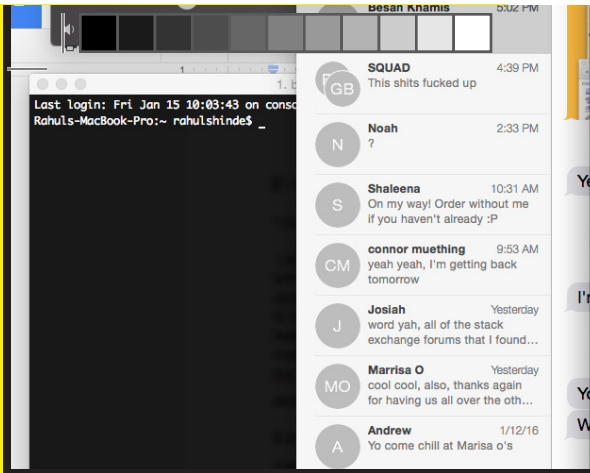 Besan Khamis 5:02 PM
1
1. b
Last login: Fri Jan 15 10:03:43 on conso
Rahuls-MacBook-Pro:~ rahulshinde$ _
SQUAD 4:39 PM
GB
This shits fucked up
Noah 2:33 PM
N
?
Shaleena 10:31 AM
S
On my way! Order without me
if you haven't already :P
connor muething 9:53 AM
CM
yeah yeah, I'm getting back
tomorrow
Josiah Yesterday
J
word yah, all of the stack
exchange forums that I found...
Marrisa O Yesterday
MO
cool cool, also, thanks again
for having us all over the oth...
Andrew 1/12/16
A
Yo come chill at Marisa o's
Ye
I'r
Yo
W